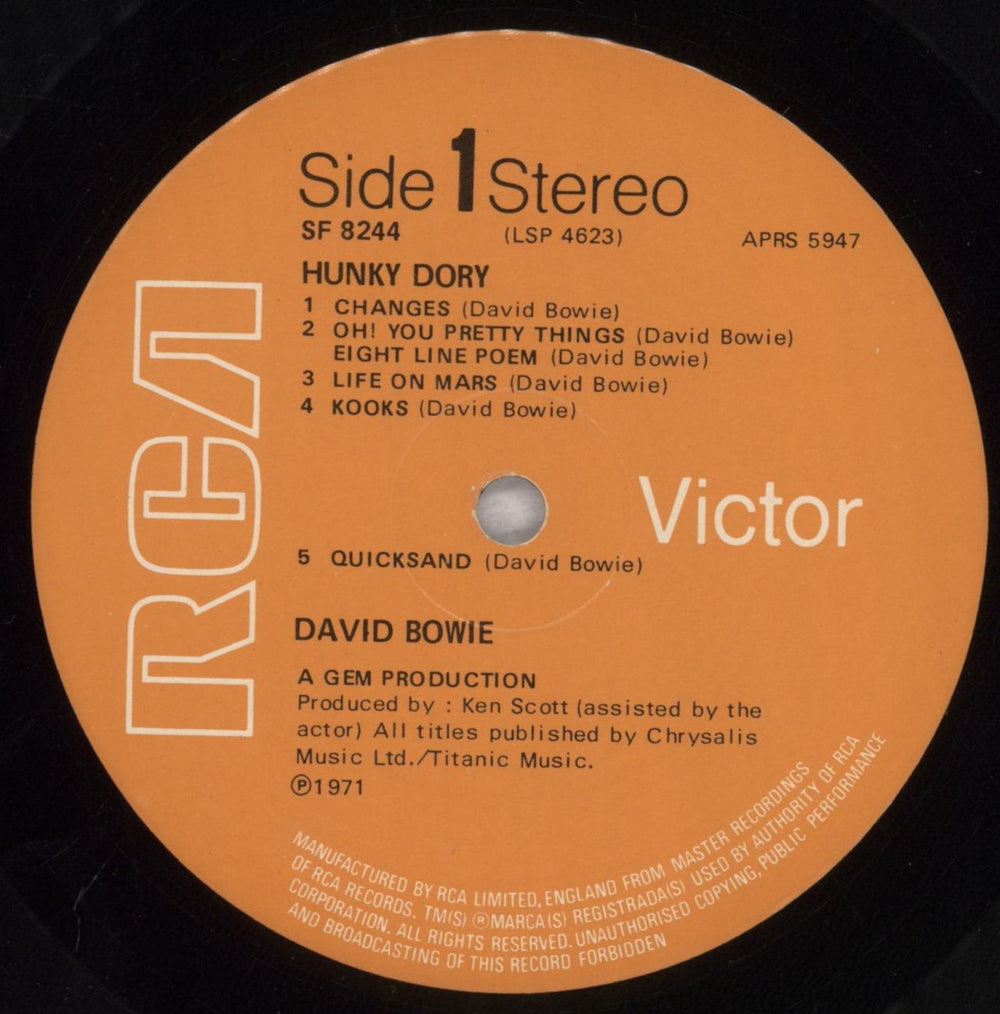 Side 1 Stereo
SF 8244 (LSP 4623) APRS 5947
HUNKY DORY
1 CHANGES (David Bowie)
2 OH! YOU PRETTY THINGS (David Bowie)
EIGHT LINE POEM (David Bowie)
3 LIFE ON MARS (David Bowie)
4 KOOKS (David Bowie)
RCA
Victor
5 QUICKSAND (David Bowie)
DAVID BOWIE
A GEM PRODUCTION
Produced by : Ken Scott (assisted by the
actor) All titles published by Chrysalis
Music Ltd./Titanic Music.
℗1971
MANUFACTURED BY RCA LIMITED, ENGLAND FROM MASTER RECORDINGS
OF RCA RECORDS. TM(S) ® MARCA(S) REGISTRADA(S) USED BY AUTHORITY OF RCA
CORPORATION. ALL RIGHTS RESERVED. UNAUTHORISED COPYING, PUBLIC PERFORMANCE
AND BROADCASTING OF THIS RECORD FORBIDDEN